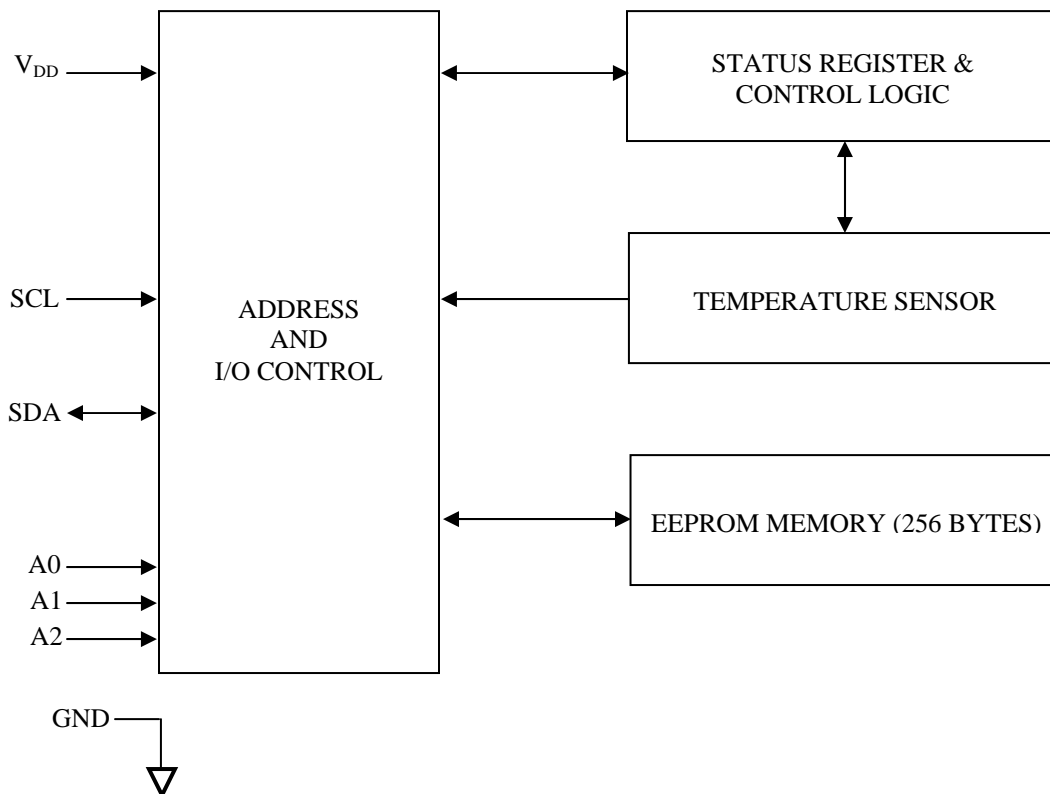 V_DD
STATUS REGISTER &
CONTROL LOGIC
SCL
ADDRESS
AND
I/O CONTROL
TEMPERATURE SENSOR
SDA
EEPROM MEMORY (256 BYTES)
A0
A1
A2
GND